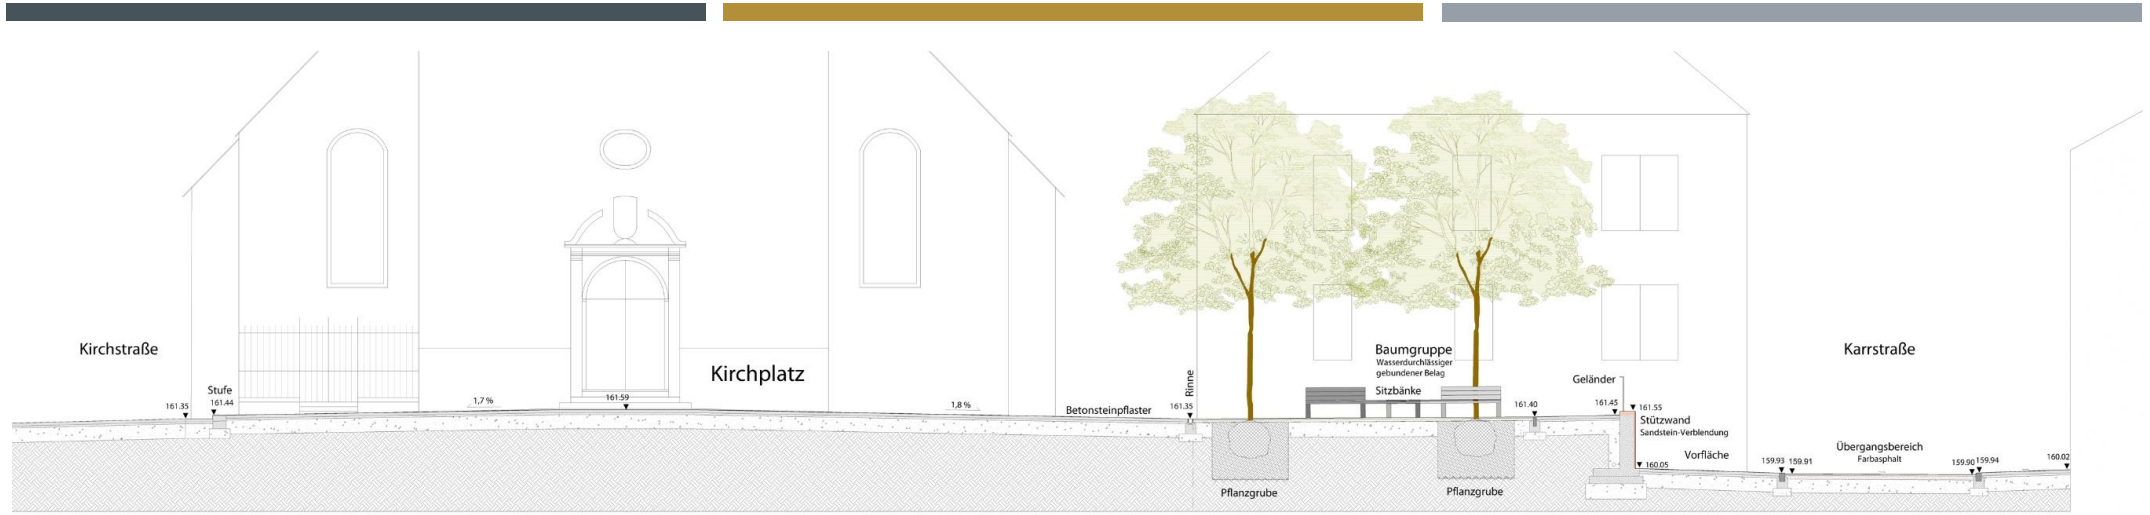 Kirchstraße
Stufe
161.35
161.44
1,7 %
161.59
Kirchplatz
1,8 %
Betonsteinpflaster
Rinne
161.35
Baumgruppe
Wasserdurchlässiger
gebundener Belag
Sitzbänke
Pflanzgrube
Pflanzgrube
161.40
Geländer
161.45
161.55
Stützwand
Sandstein-Verblendung
Vorfläche
160.05
Karrstraße
Übergangsbereich
Farbasphalt
159.93
159.91
159.90
159.94
160.02